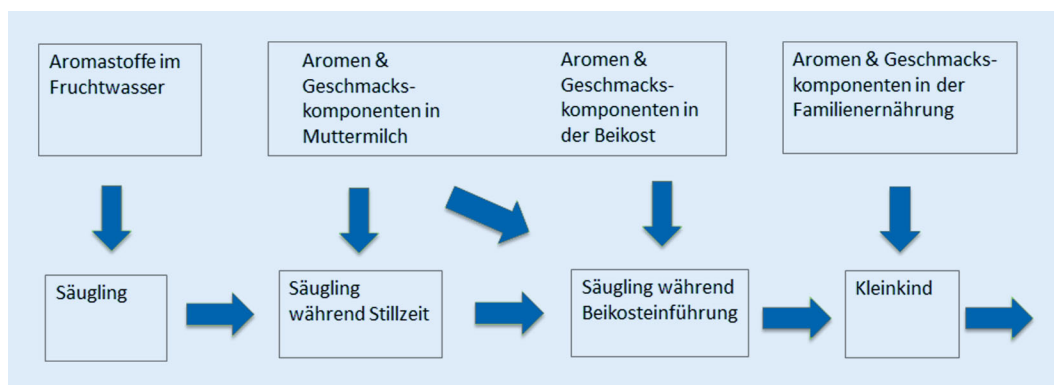 Aromastoffe im
Fruchtwasser
Aromen &
Geschmacks-
komponenten in
Muttermilch
Aromen &
Geschmacks-
komponenten in
der Beikost
Aromen & Geschmacks-
komponenten in der
Familienernährung
Säugling
Säugling
während Stillzeit
Säugling während
Beikosteinführung
Kleinkind